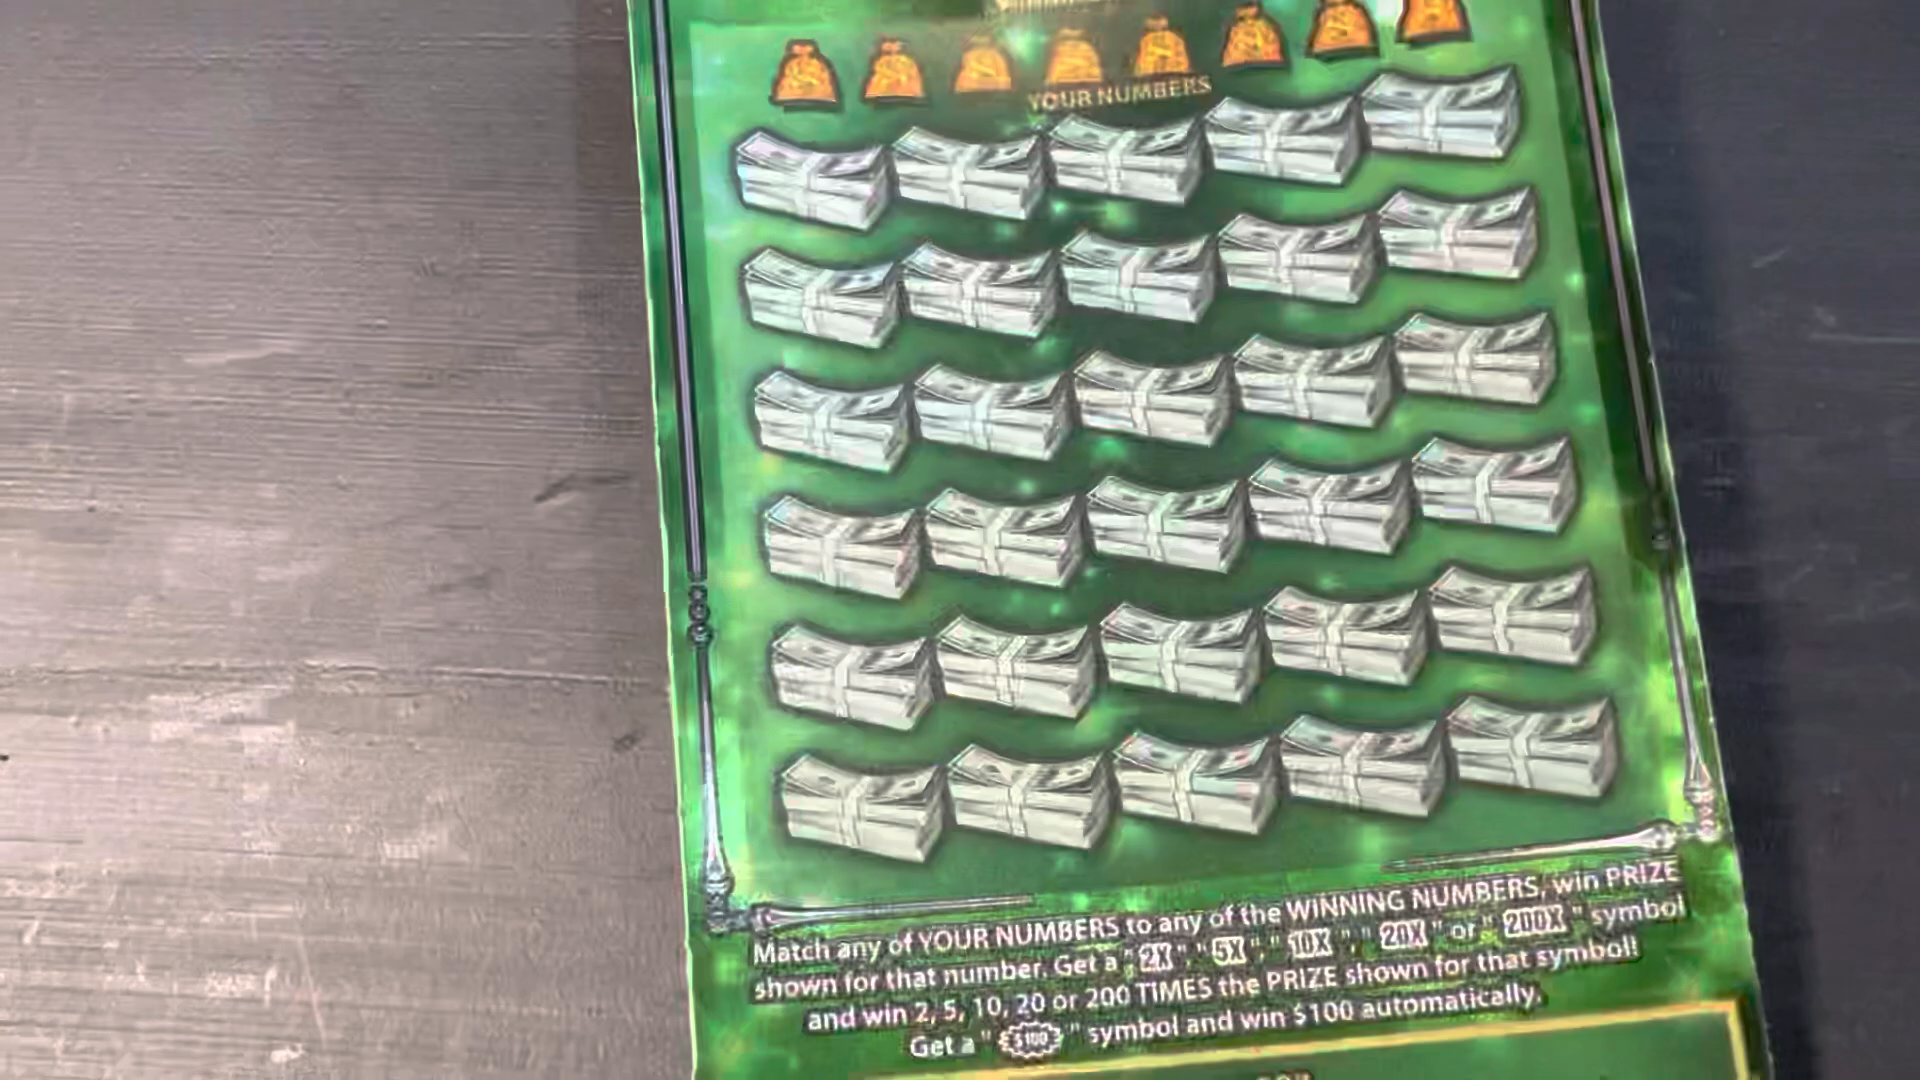 YOUR NUMBERS
Match any of YOUR NUMBERS to any of the WINNING NUMBERS, win PRIZE
shown for that number. Get a "2X", "5X", "10X", "20X" or "200X" symbol
and win 2, 5, 10, 20 or 200 TIMES the PRIZE shown for that symbol!
Get a "$100" symbol and win $100 automatically.